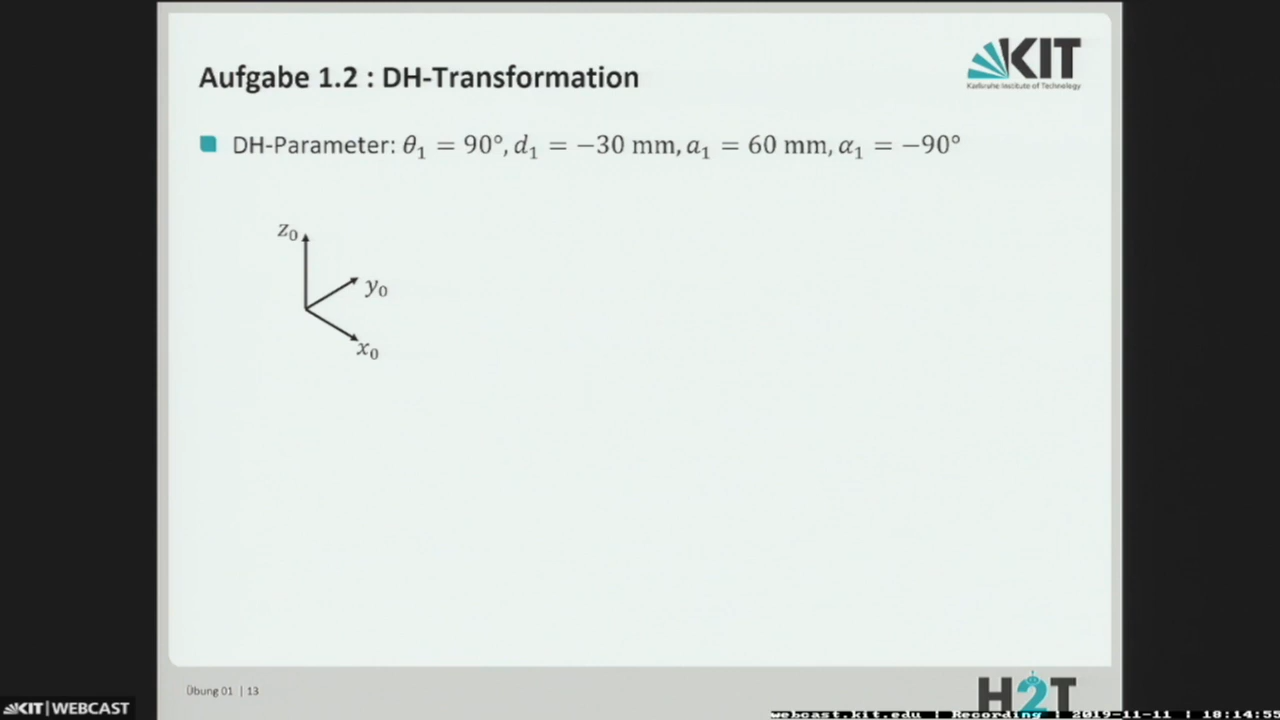 Aufgabe 1.2 : DH-Transformation
KIT
Karlsruhe Institute of Technology
DH-Parameter: θ₁ = 90°, d₁ = −30 mm, a₁ = 60 mm, α₁ = −90°
z₀
y₀
x₀
Übung 01 | 13
H2T
KIT | WEBCAST
webcast.kit.edu | Recording | 2019-11-11 | 18:14:55